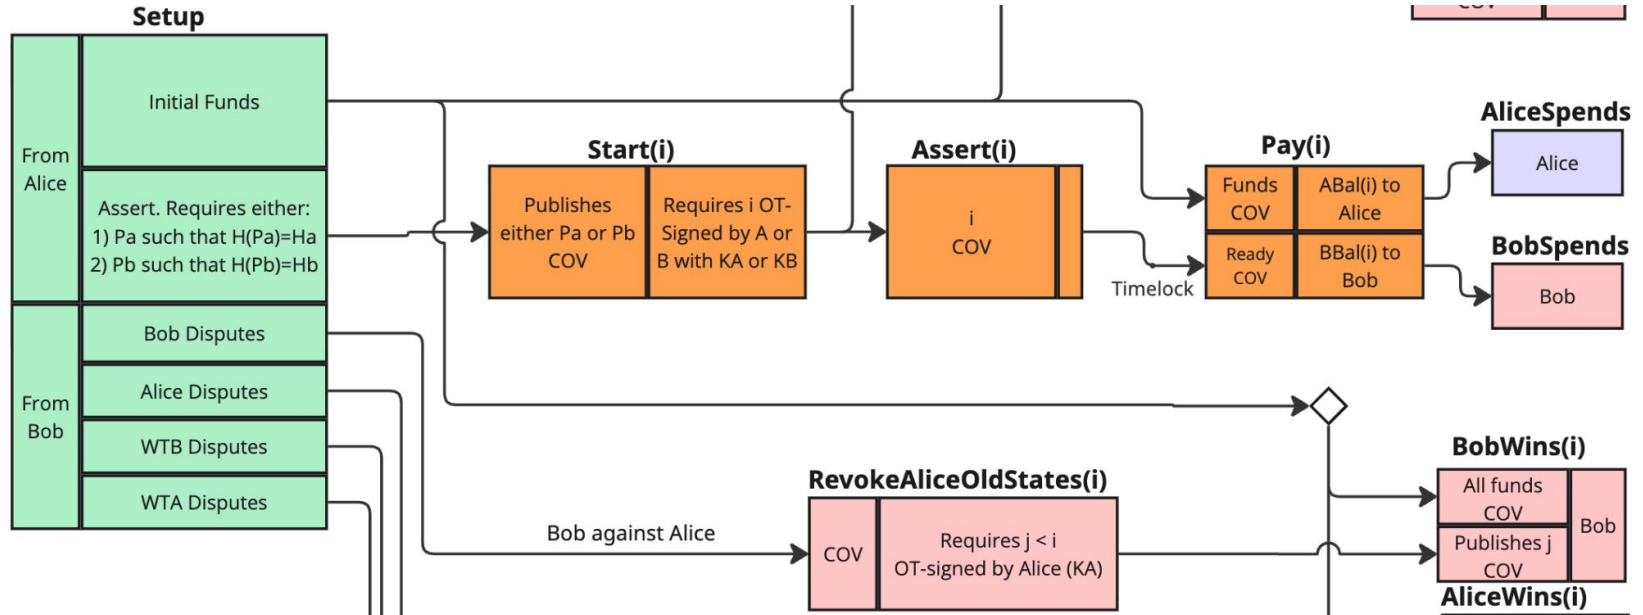 Setup
From
Alice
Initial Funds
Assert. Requires either:
1) Pa such that H(Pa)=Ha
2) Pb such that H(Pb)=Hb
From
Bob
Bob Disputes
Alice Disputes
WTB Disputes
WTA Disputes
Start(i)
Publishes
either Pa or Pb
COV
Requires i OT-
Signed by A or
B with KA or KB
Assert(i)
i
COV
Timelock
Pay(i)
Funds
COV
ABal(i) to
Alice
Ready
COV
BBal(i) to
Bob
AliceSpends
Alice
BobSpends
Bob
Bob against Alice
RevokeAliceOldStates(i)
COV
Requires j < i
OT-signed by Alice (KA)
BobWins(i)
All funds
COV
Publishes j
COV
Bob
AliceWins(i)